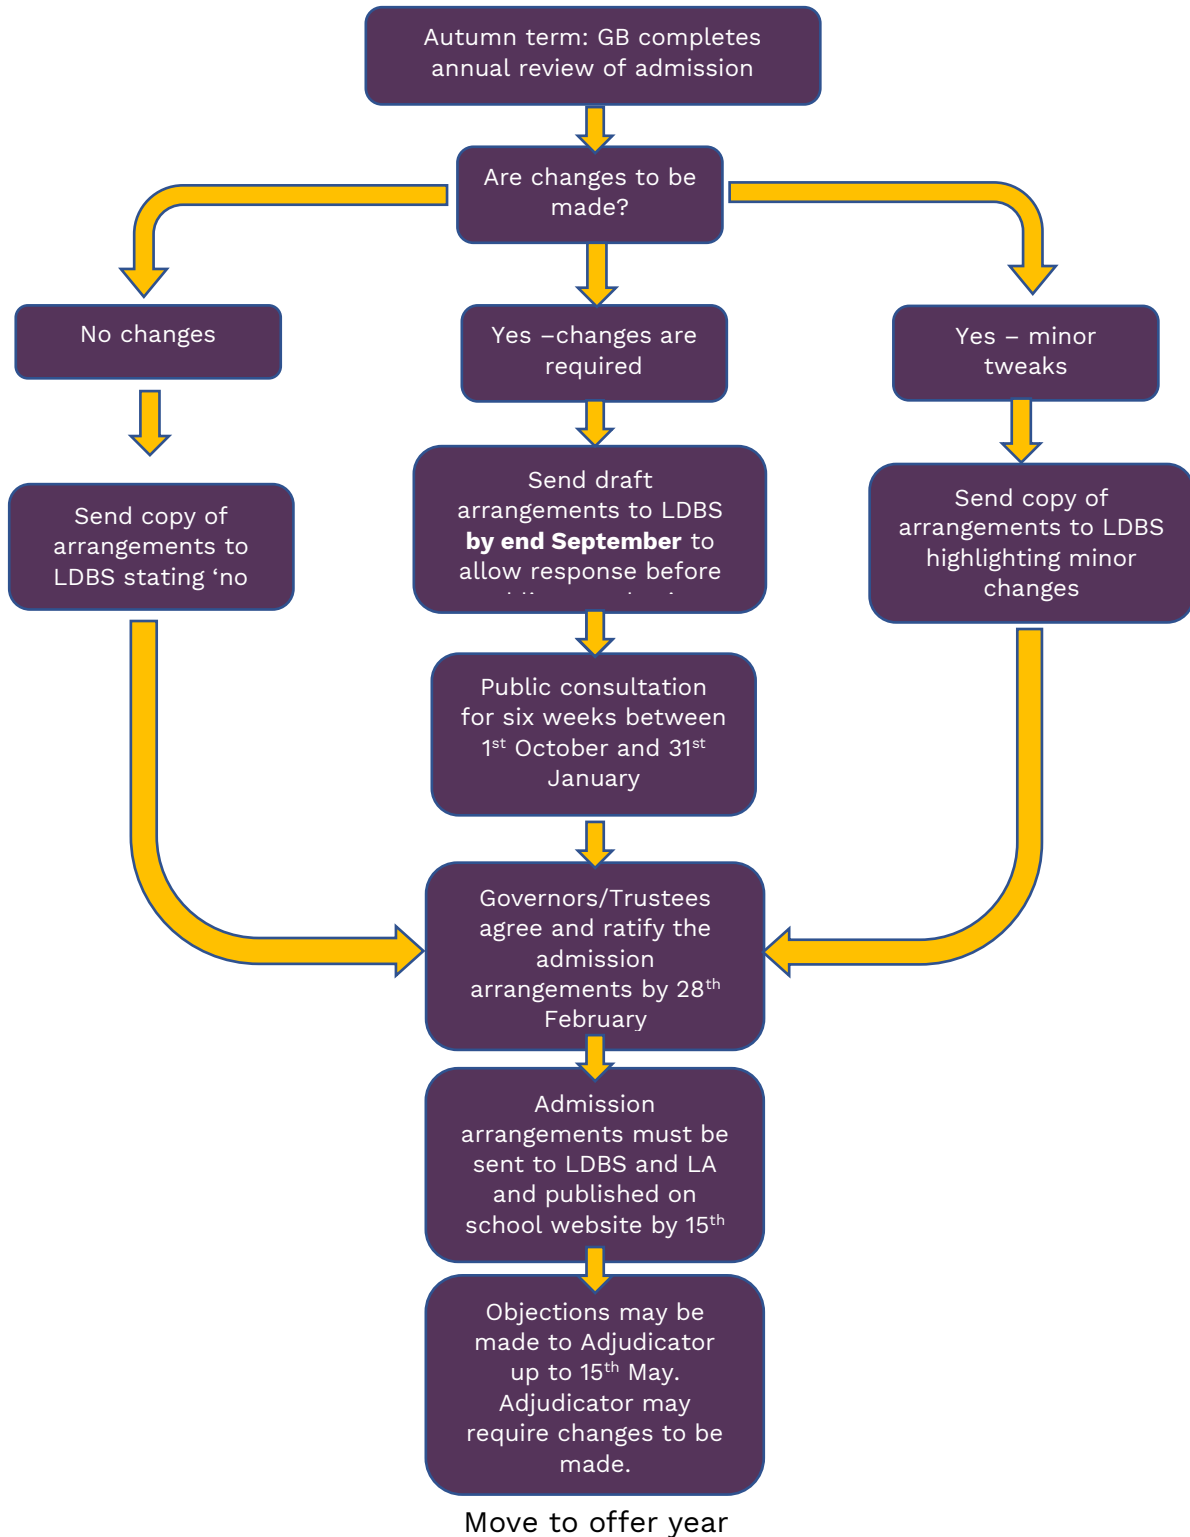 Autumn term: GB completes
annual review of admission
Are changes to be
made?
No changes
Yes –changes are
required
Yes – minor
tweaks
Send copy of
arrangements to
LDBS stating ‘no
Send draft
arrangements to LDBS
by end September to
allow response before
Send copy of
arrangements to LDBS
highlighting minor
changes
Public consultation
for six weeks between
1st October and 31st
January
Governors/Trustees
agree and ratify the
admission
arrangements by 28th
February
Admission
arrangements must be
sent to LDBS and LA
and published on
school website by 15th
Objections may be
made to Adjudicator
up to 15th May.
Adjudicator may
require changes to be
made.
Move to offer year